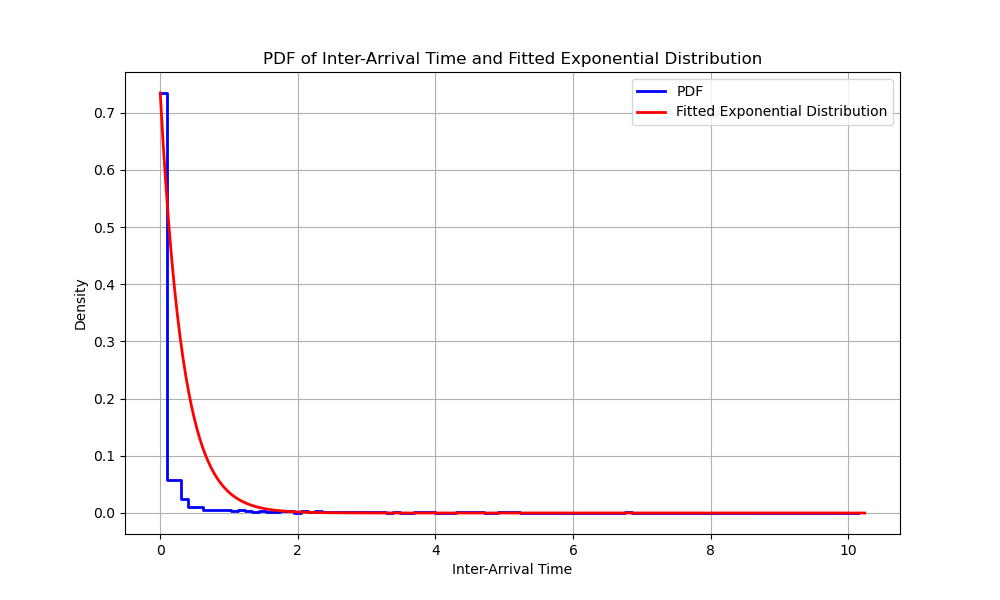 PDF of Inter-Arrival Time and Fitted Exponential Distribution
PDF
Fitted Exponential Distribution
0.7
0.6
0.5
0.4
0.3
0.2
0.1
0.0
Density
0 2 4 6 8 10
Inter-Arrival Time